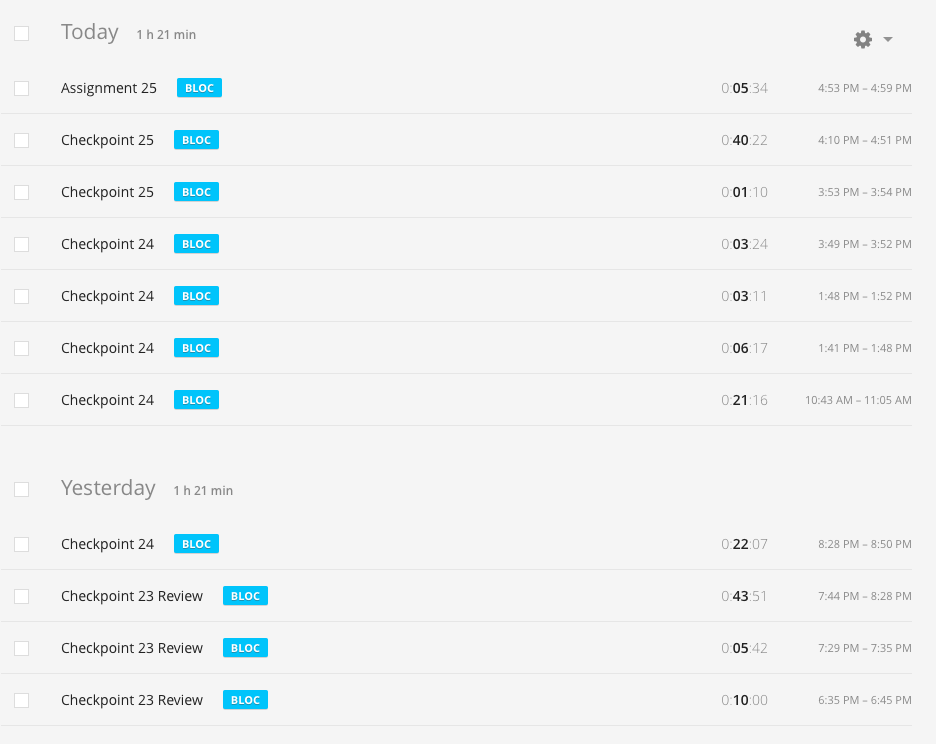 Today 1 h 21 min
Assignment 25 BLOC 0:05:34 4:53 PM – 4:59 PM
Checkpoint 25 BLOC 0:40:22 4:10 PM – 4:51 PM
Checkpoint 25 BLOC 0:01:10 3:53 PM – 3:54 PM
Checkpoint 24 BLOC 0:03:24 3:49 PM – 3:52 PM
Checkpoint 24 BLOC 0:03:11 1:48 PM – 1:52 PM
Checkpoint 24 BLOC 0:06:17 1:41 PM – 1:48 PM
Checkpoint 24 BLOC 0:21:16 10:43 AM – 11:05 AM
Yesterday 1 h 21 min
Checkpoint 24 BLOC 0:22:07 8:28 PM – 8:50 PM
Checkpoint 23 Review BLOC 0:43:51 7:44 PM – 8:28 PM
Checkpoint 23 Review BLOC 0:05:42 7:29 PM – 7:35 PM
Checkpoint 23 Review BLOC 0:10:00 6:35 PM – 6:45 PM